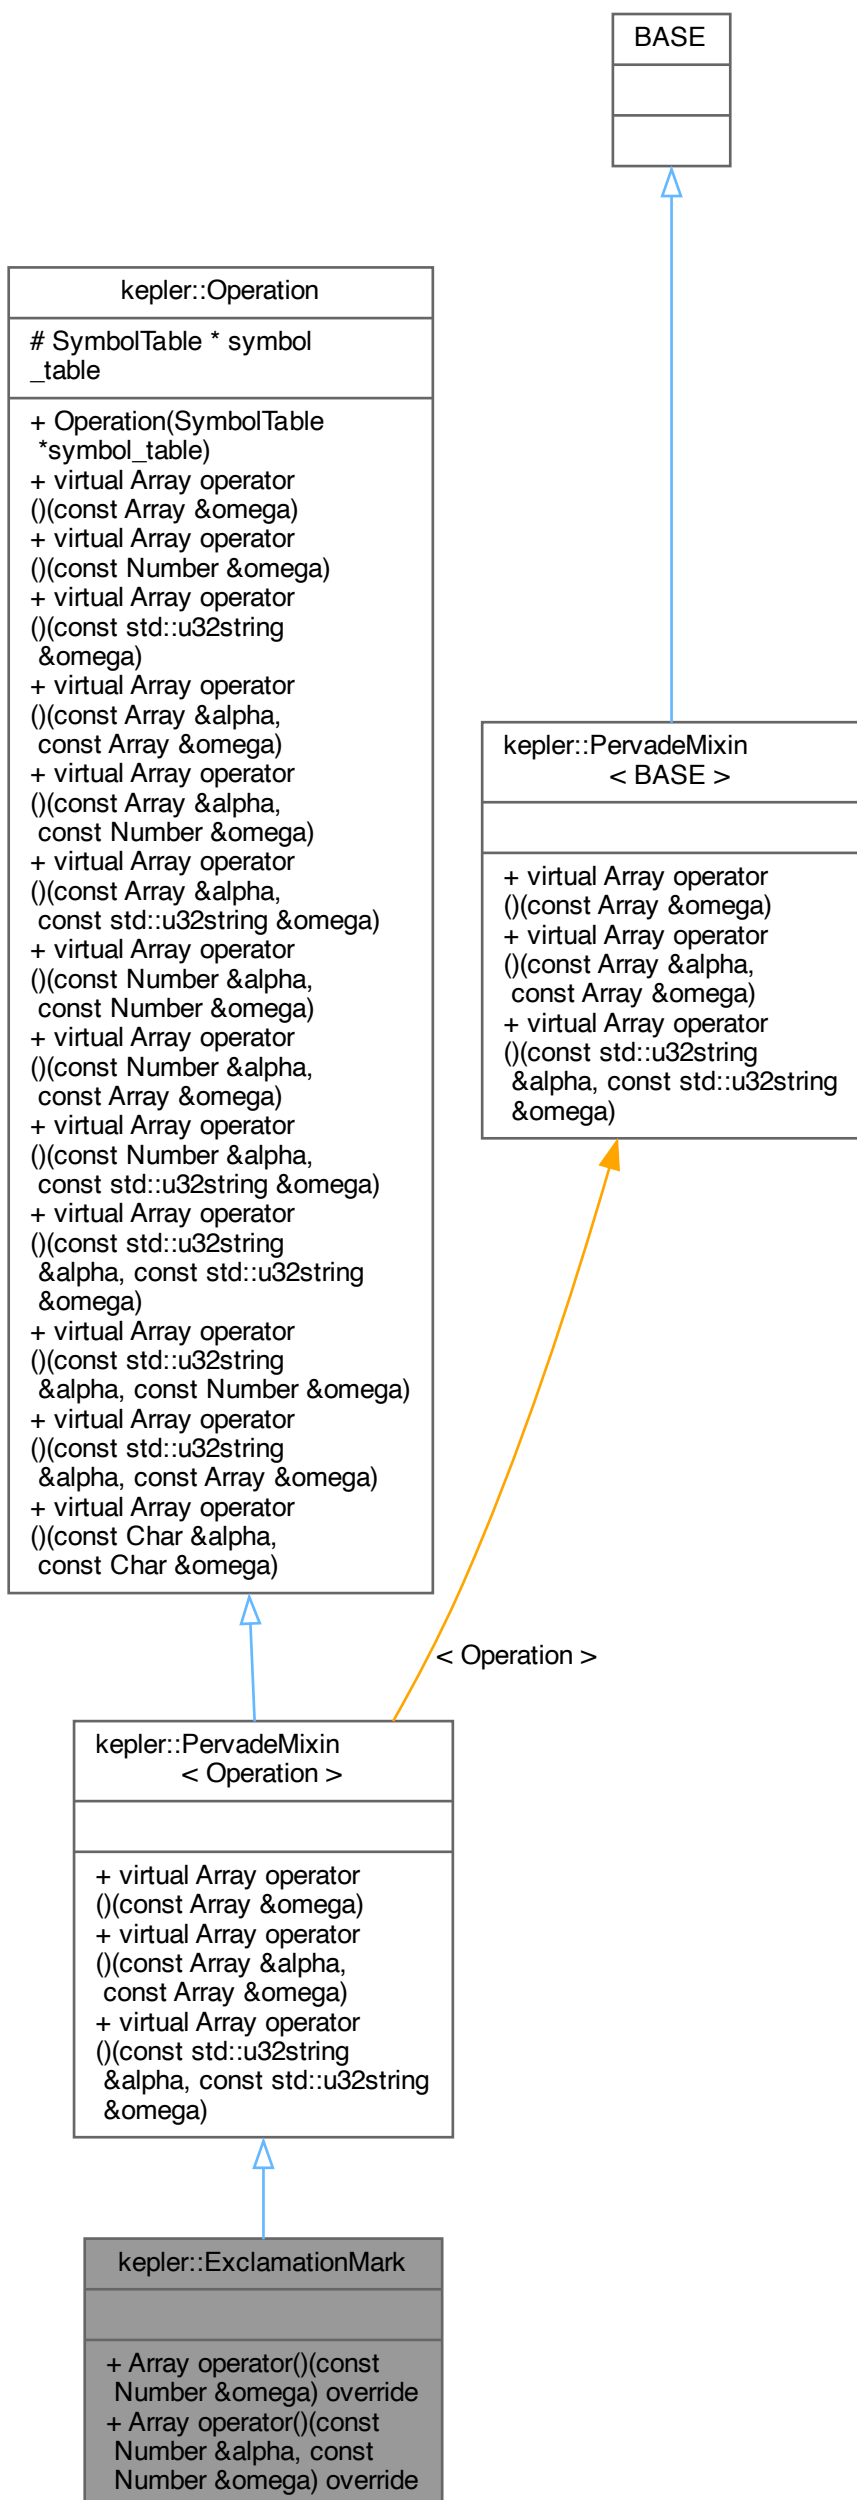 BASE
kepler::Operation
# SymbolTable * symbol
_table
+ Operation(SymbolTable
*symbol_table)
+ virtual Array operator
()(const Array &omega)
+ virtual Array operator
()(const Number &omega)
+ virtual Array operator
()(const std::u32string
&omega)
+ virtual Array operator
()(const Array &alpha,
const Array &omega)
+ virtual Array operator
()(const Array &alpha,
const Number &omega)
+ virtual Array operator
()(const Array &alpha,
const std::u32string &omega)
+ virtual Array operator
()(const Number &alpha,
const Number &omega)
+ virtual Array operator
()(const Number &alpha,
const Array &omega)
+ virtual Array operator
()(const Number &alpha,
const std::u32string &omega)
+ virtual Array operator
()(const std::u32string
&alpha, const std::u32string
&omega)
+ virtual Array operator
()(const std::u32string
&alpha, const Number &omega)
+ virtual Array operator
()(const std::u32string
&alpha, const Array &omega)
+ virtual Array operator
()(const Char &alpha,
const Char &omega)
kepler::PervadeMixin
< BASE >
+ virtual Array operator
()(const Array &omega)
+ virtual Array operator
()(const Array &alpha,
const Array &omega)
+ virtual Array operator
()(const std::u32string
&alpha, const std::u32string
&omega)
< Operation >
kepler::PervadeMixin
< Operation >
+ virtual Array operator
()(const Array &omega)
+ virtual Array operator
()(const Array &alpha,
const Array &omega)
+ virtual Array operator
()(const std::u32string
&alpha, const std::u32string
&omega)
kepler::ExclamationMark
+ Array operator()(const
Number &omega) override
+ Array operator()(const
Number &alpha, const
Number &omega) override